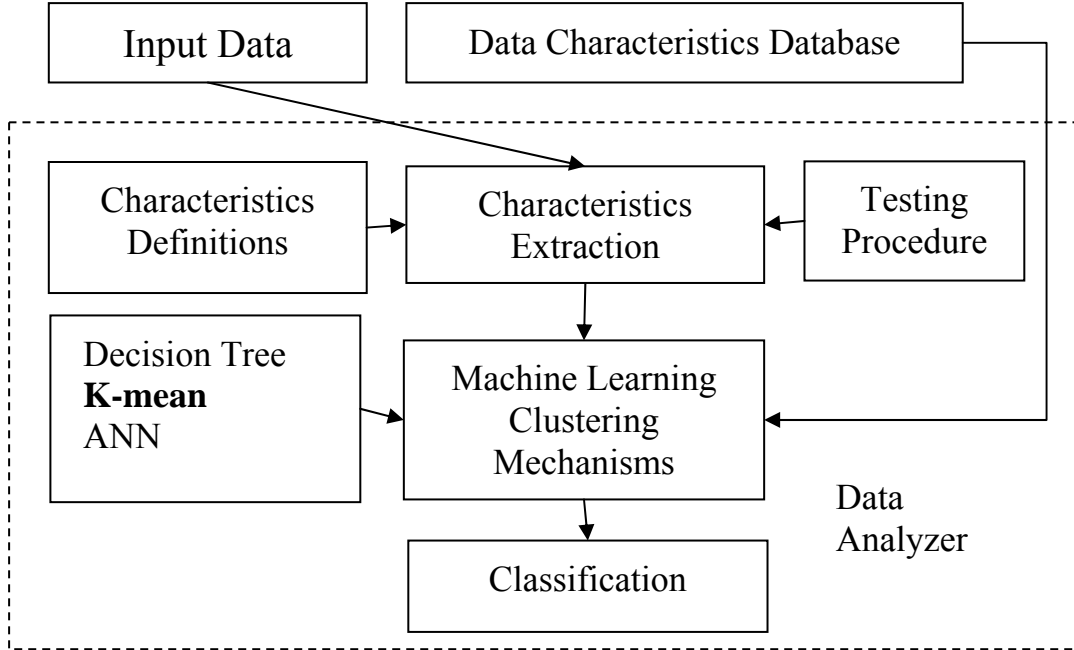 Input Data
Data Characteristics Database
Characteristics
Definitions
Characteristics
Extraction
Testing
Procedure
Decision Tree
K-mean
ANN
Machine Learning
Clustering
Mechanisms
Data
Analyzer
Classification